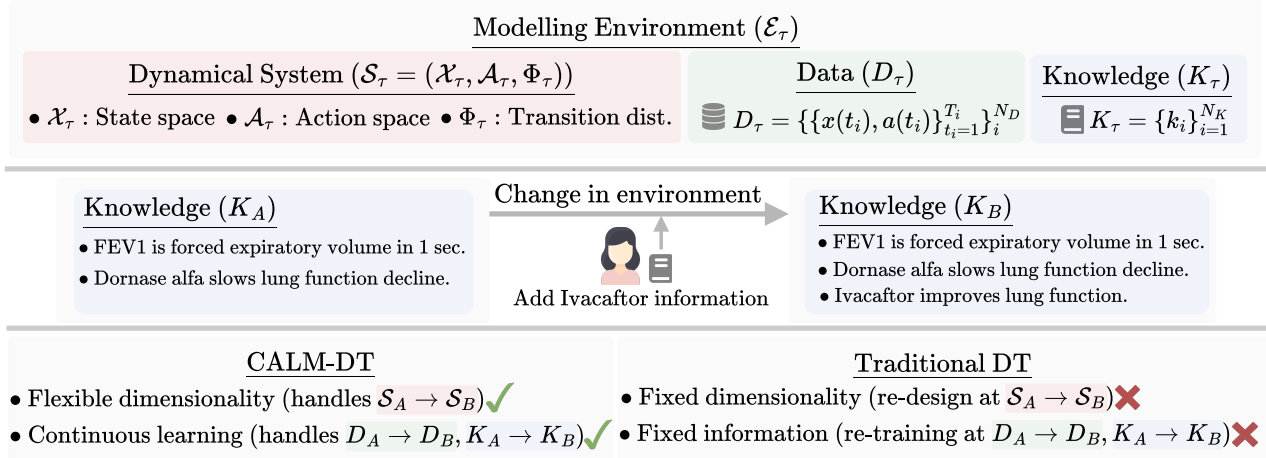 Modelling Environment (ℰ_τ)
Dynamical System (𝒮_τ = (𝒳_τ, 𝒜_τ, Φ_τ))
• 𝒳_τ : State space • 𝒜_τ : Action space • Φ_τ : Transition dist.
Data (D_τ)
D_τ = {{x(t_i), a(t_i)}_{t_i=1}^{T_i}}_i^{N_D}
Knowledge (K_τ)
K_τ = {k_i}_{i=1}^{N_K}
Knowledge (K_A)
• FEV1 is forced expiratory volume in 1 sec.
• Dornase alfa slows lung function decline.
Change in environment
Add Ivacaftor information
Knowledge (K_B)
• FEV1 is forced expiratory volume in 1 sec.
• Dornase alfa slows lung function decline.
• Ivacaftor improves lung function.
CALM-DT
• Flexible dimensionality (handles 𝒮_A → 𝒮_B)
• Continuous learning (handles D_A → D_B, K_A → K_B)
Traditional DT
• Fixed dimensionality (re-design at 𝒮_A → 𝒮_B)
• Fixed information (re-training at D_A → D_B, K_A → K_B)